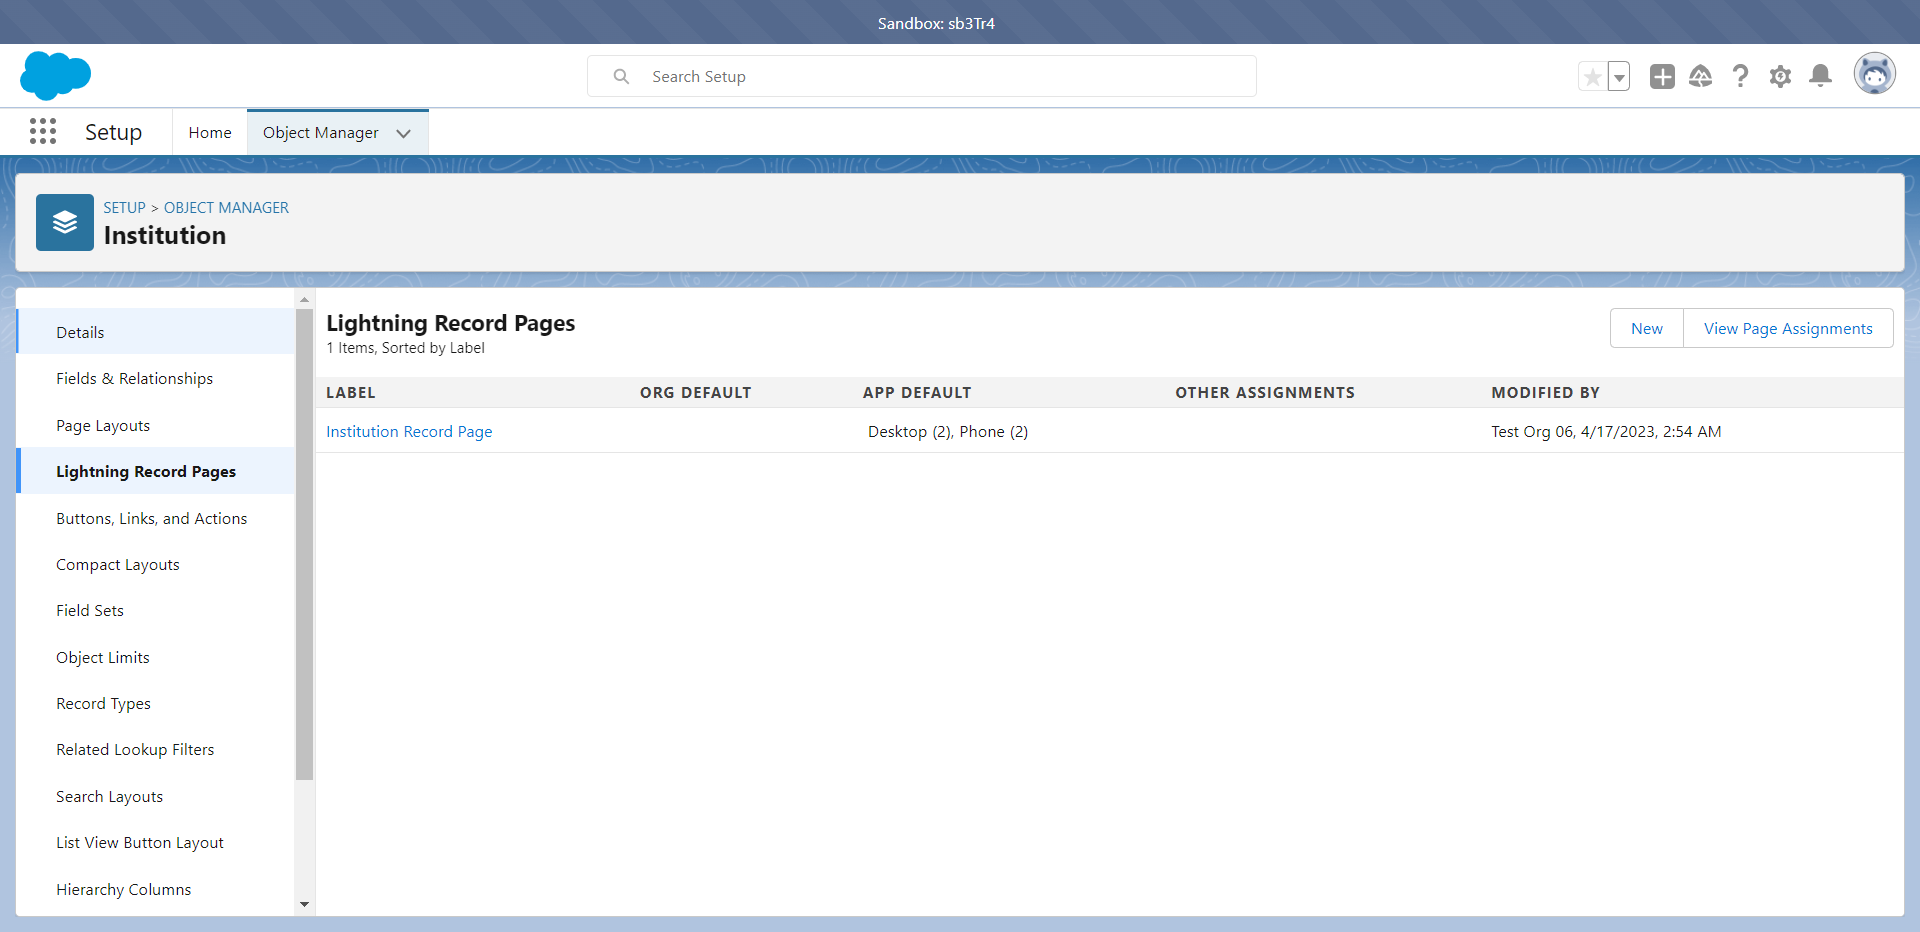 Sandbox: sb3Tr4
Search Setup
Setup
Home
Object Manager
SETUP > OBJECT MANAGER
Institution
Details
Fields & Relationships
Page Layouts
Lightning Record Pages
Buttons, Links, and Actions
Compact Layouts
Field Sets
Object Limits
Record Types
Related Lookup Filters
Search Layouts
List View Button Layout
Hierarchy Columns
Lightning Record Pages
1 Items, Sorted by Label
New
View Page Assignments
LABEL ORG DEFAULT APP DEFAULT OTHER ASSIGNMENTS MODIFIED BY
Institution Record Page Desktop (2), Phone (2) Test Org 06, 4/17/2023, 2:54 AM